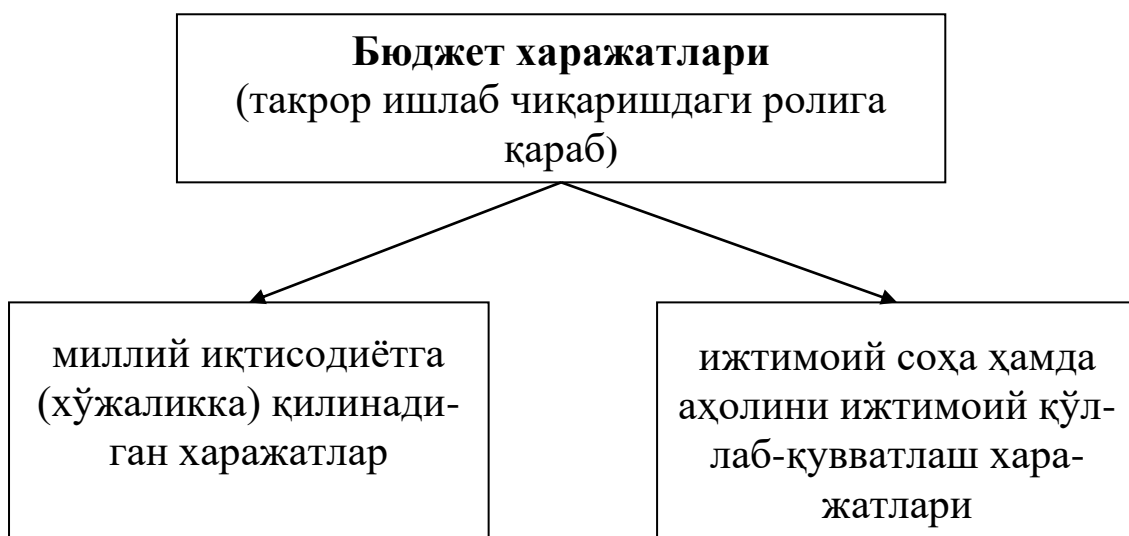 Бюджет харажатлари
(такрор ишлаб чиқаришдаги ролига
қараб)
миллий иқтисодиётга
(хўжаликка) қилинади-
ган харажатлар
ижтимоий соҳа ҳамда
аҳолини ижтимоий қўл-
лаб-қувватлаш хара-
жатлари